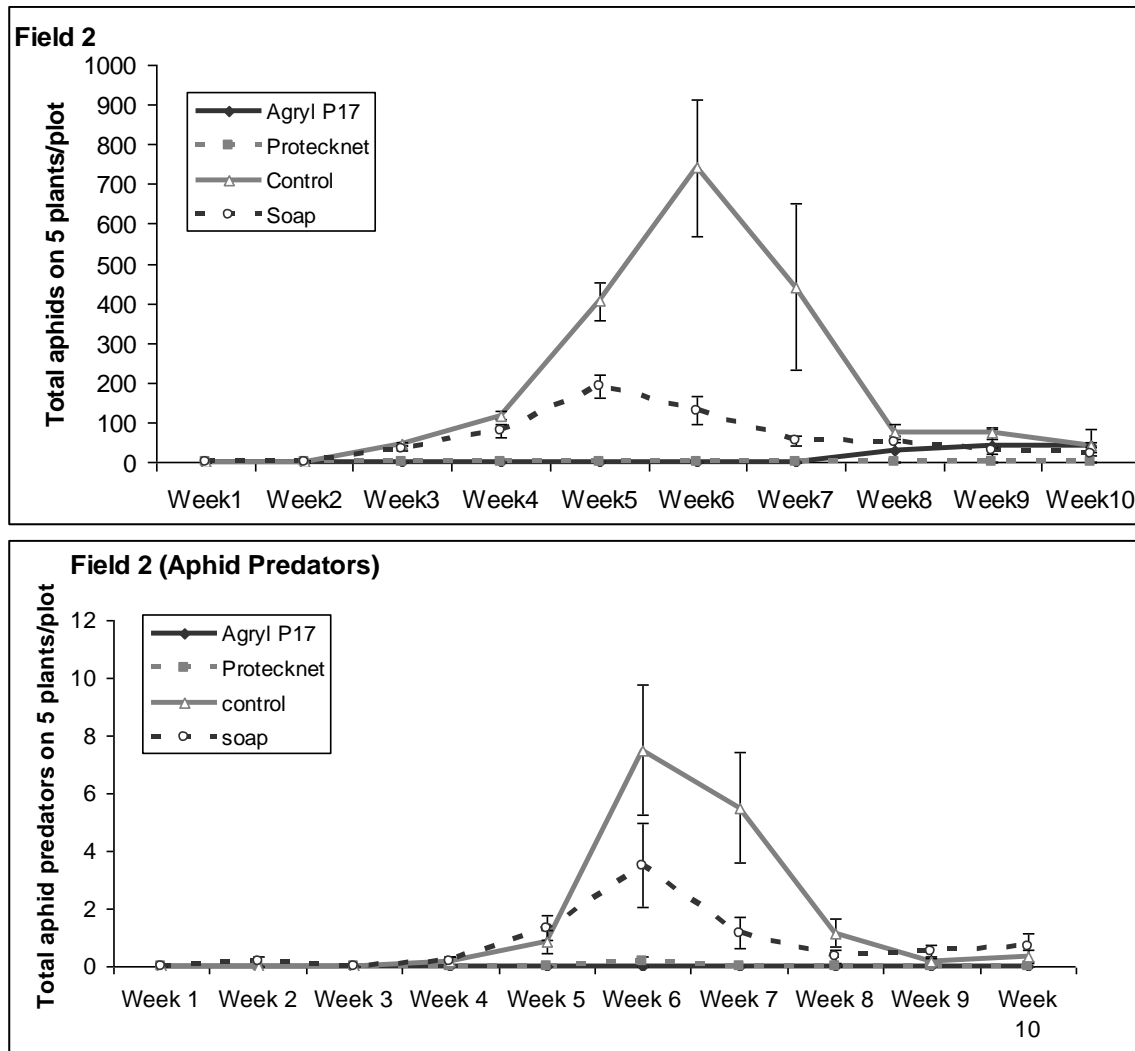 Field 2
Total aphids on 5 plants/plot
1000
900
800
700
600
500
400
300
200
100
0
Agryl P17
Protecknet
Control
Soap
Week1 Week2 Week3 Week4 Week5 Week6 Week7 Week8 Week9 Week10
Field 2 (Aphid Predators)
Total aphid predators on 5 plants/plot
12
10
8
6
4
2
0
Agryl P17
Protecknet
control
soap
Week 1 Week 2 Week 3 Week 4 Week 5 Week 6 Week 7 Week 8 Week 9 Week
10